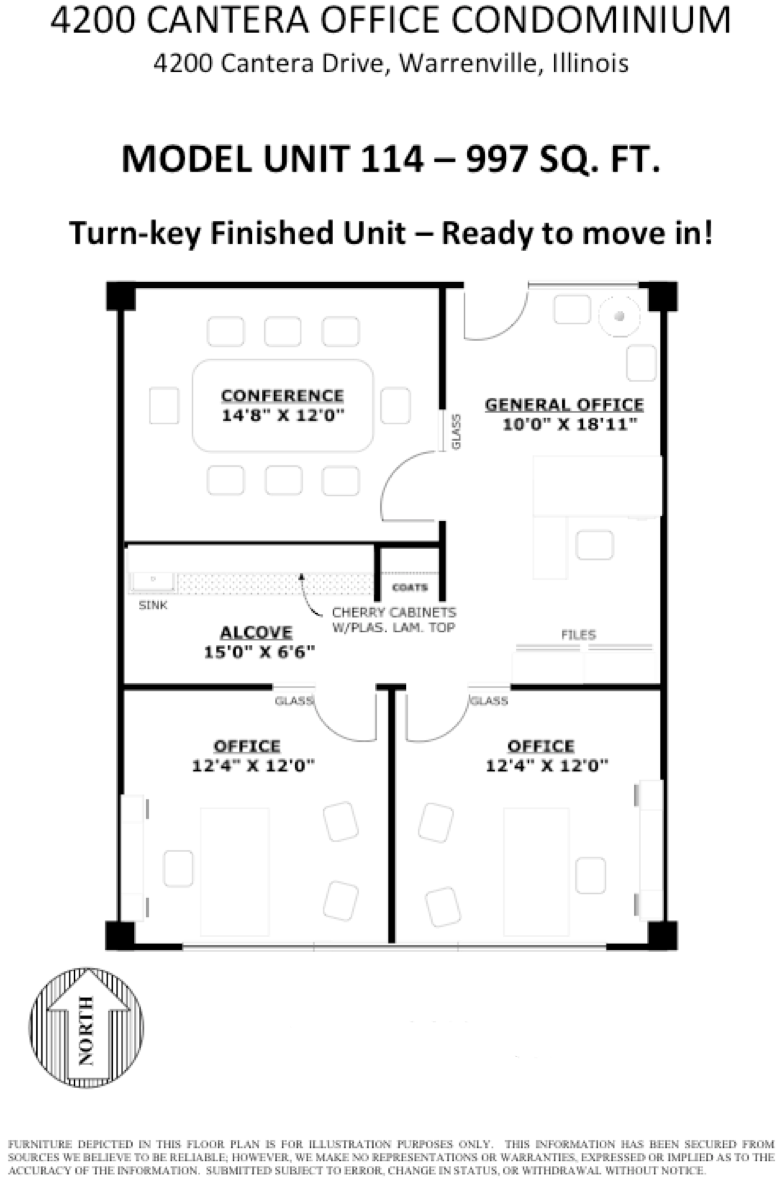 4200 CANTERA OFFICE CONDOMINIUM
4200 Cantera Drive, Warrenville, Illinois
MODEL UNIT 114 – 997 SQ. FT.
Turn-key Finished Unit – Ready to move in!
CONFERENCE
14'8" X 12'0"
GENERAL OFFICE
10'0" X 18'11"
GLASS
COATS
SINK
CHERRY CABINETS
W/PLAS. LAM. TOP
ALCOVE
15'0" X 6'6"
FILES
GLASS
GLASS
OFFICE
12'4" X 12'0"
OFFICE
12'4" X 12'0"
NORTH
FURNITURE DEPICTED IN THIS FLOOR PLAN IS FOR ILLUSTRATION PURPOSES ONLY. THIS INFORMATION HAS BEEN SECURED FROM
SOURCES WE BELIEVE TO BE RELIABLE; HOWEVER, WE MAKE NO REPRESENTATIONS OR WARRANTIES, EXPRESSED OR IMPLIED AS TO THE
ACCURACY OF THE INFORMATION. SUBMITTED SUBJECT TO ERROR, CHANGE IN STATUS, OR WITHDRAWAL WITHOUT NOTICE.